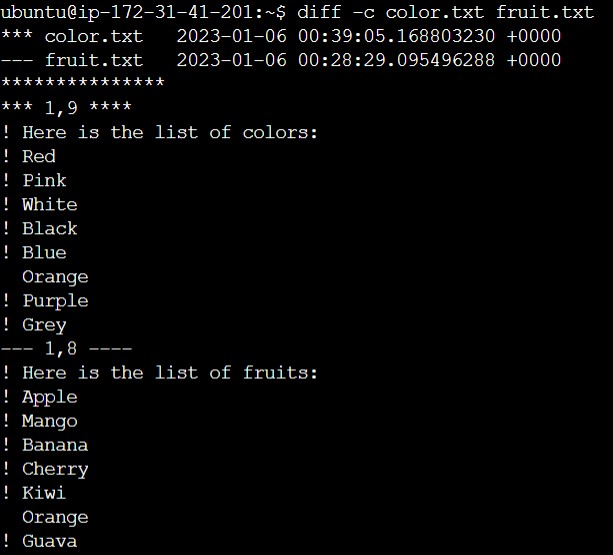 ubuntu@ip-172-31-41-201:~$ diff -c color.txt fruit.txt
*** color.txt   2023-01-06 00:39:05.168803230 +0000
--- fruit.txt   2023-01-06 00:28:29.095496288 +0000
***************
*** 1,9 ****
! Here is the list of colors:
! Red
! Pink
! White
! Black
! Blue
  Orange
! Purple
! Grey
--- 1,8 ----
! Here is the list of fruits:
! Apple
! Mango
! Banana
! Cherry
! Kiwi
  Orange
! Guava